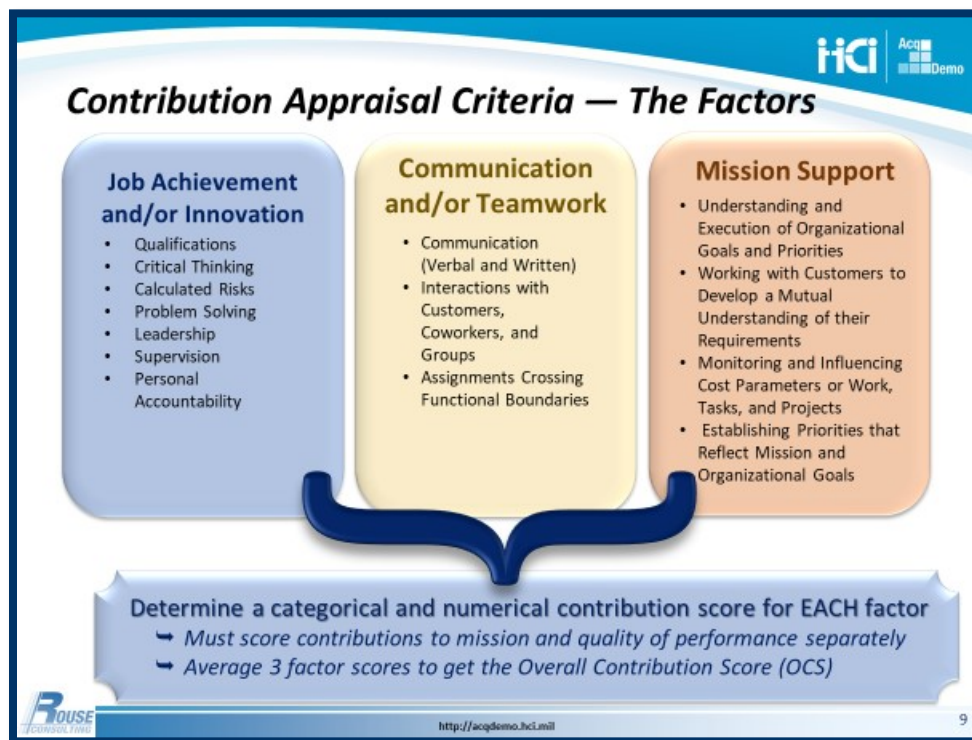 iHCi
Acq
Demo
Contribution Appraisal Criteria — The Factors
Job Achievement
and/or Innovation
• Qualifications
• Critical Thinking
• Calculated Risks
• Problem Solving
• Leadership
• Supervision
• Personal
Accountability
Communication
and/or Teamwork
• Communication
(Verbal and Written)
• Interactions with
Customers,
Coworkers, and
Groups
• Assignments Crossing
Functional Boundaries
Mission Support
• Understanding and
Execution of Organizational
Goals and Priorities
• Working with Customers to
Develop a Mutual
Understanding of their
Requirements
• Monitoring and Influencing
Cost Parameters or Work,
Tasks, and Projects
• Establishing Priorities that
Reflect Mission and
Organizational Goals
Determine a categorical and numerical contribution score for EACH factor
➥ Must score contributions to mission and quality of performance separately
➥ Average 3 factor scores to get the Overall Contribution Score (OCS)
ROUSE
CONSULTING
http://acqdemo.hci.mil
9